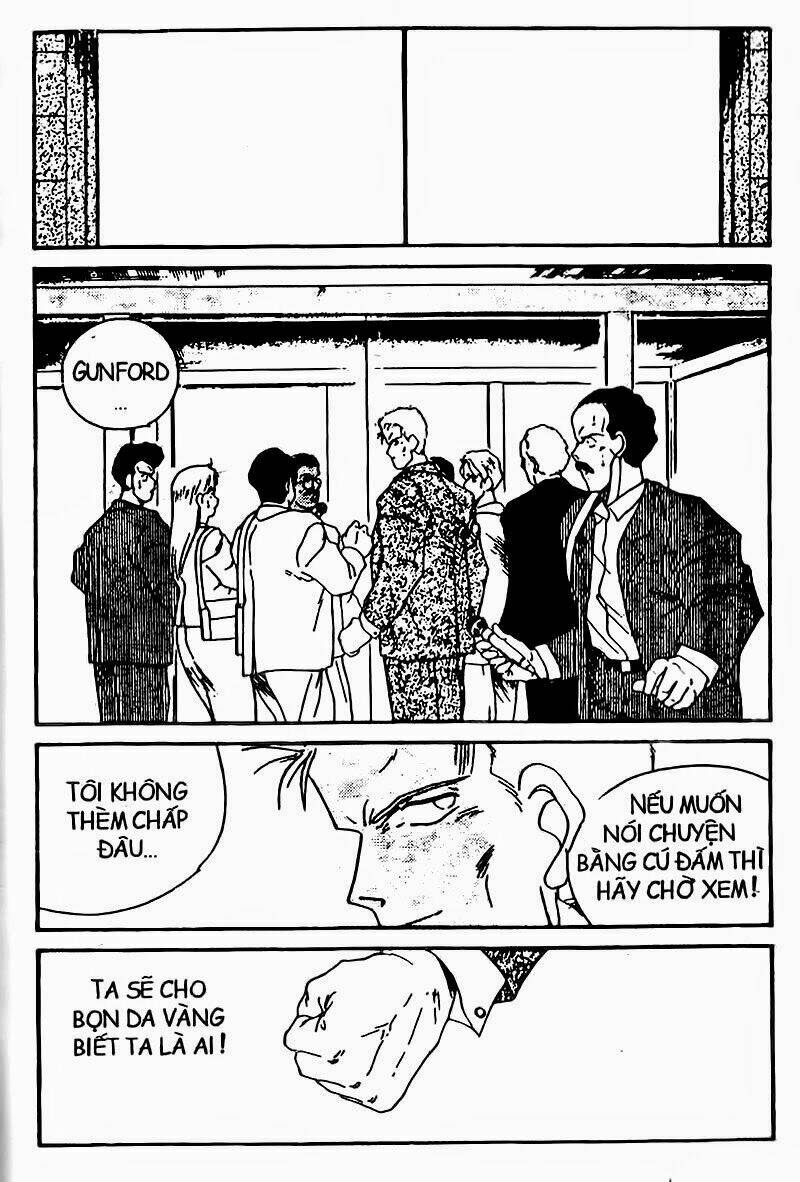 GUNFORD
...
TÔI KHÔNG
THÈM CHẤP
ĐÂU...
NẾU MUỐN
NÓI CHUYỆN
BẰNG CÚ ĐẤM THÌ
HÃY CHỜ XEM!
TA SẼ CHO
BỌN DA VÀNG
BIẾT TA LÀ AI!